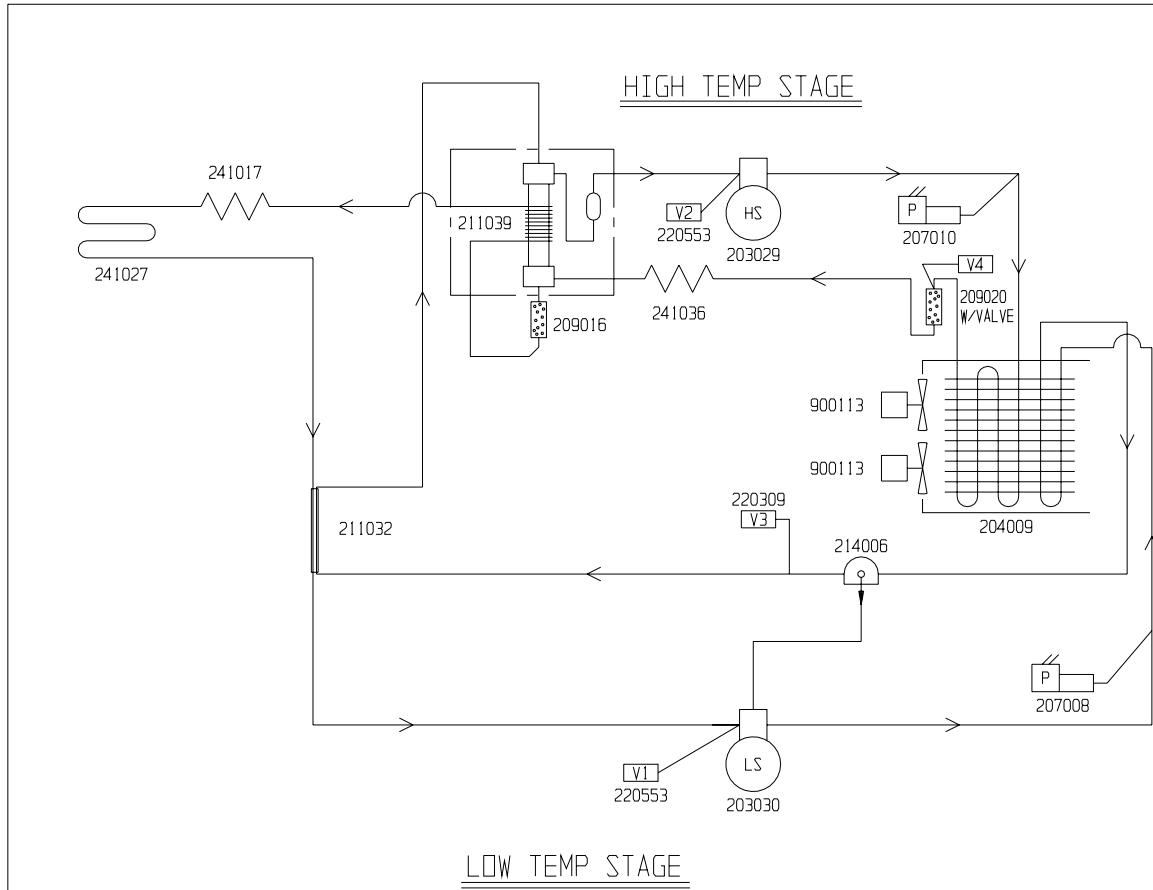 HIGH TEMP STAGE
241017
211039
V2
220553
HS
203029
P
207010
V4
209020
W/VALVE
241027
241036
209016
900113
900113
220309
V3
204009
211032
214006
P
207008
V1
220553
LS
203030
LOW TEMP STAGE